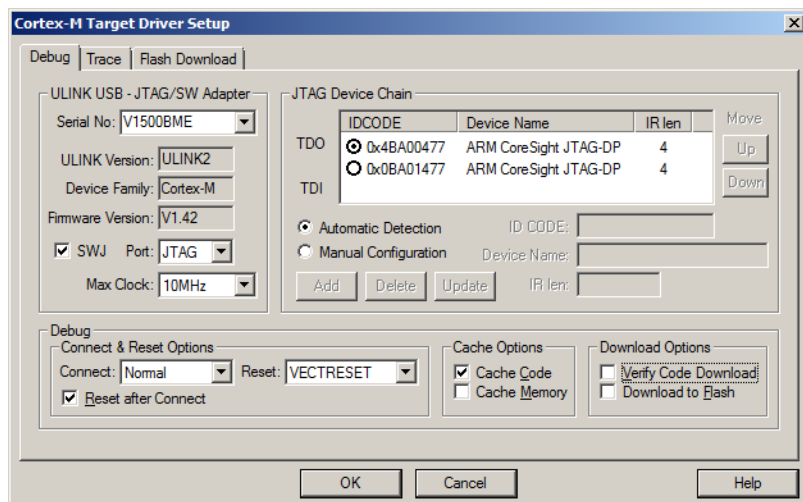 Cortex-M Target Driver Setup
Debug Trace Flash Download
ULINK USB - JTAG/SW Adapter
Serial No: V1500BME
ULINK Version: ULINK2
Device Family: Cortex-M
Firmware Version: V1.42
SWJ Port: JTAG
Max Clock: 10MHz
JTAG Device Chain
IDCODE Device Name IR len Move
TDO 0x4BA00477 ARM CoreSight JTAG-DP 4 Up
TDI 0x0BA01477 ARM CoreSight JTAG-DP 4 Down
Automatic Detection ID CODE:
Manual Configuration Device Name:
Add Delete Update IR len:
Debug
Connect & Reset Options
Connect: Normal Reset: VECTRESET
Reset after Connect
Cache Options
Cache Code
Cache Memory
Download Options
Verify Code Download
Download to Flash
OK Cancel Help